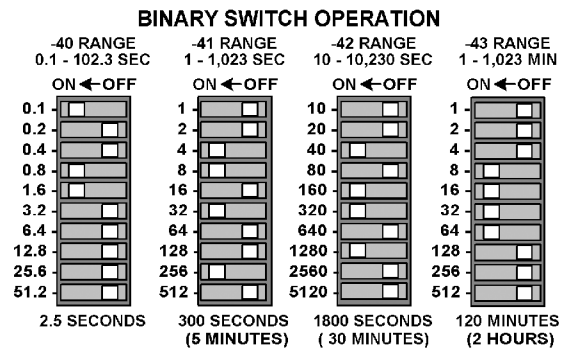 BINARY SWITCH OPERATION
-40 RANGE
0.1 - 102.3 SEC
ON ← OFF
0.1
0.2
0.4
0.8
1.6
3.2
6.4
12.8
25.6
51.2
2.5 SECONDS
-41 RANGE
1 - 1,023 SEC
ON ← OFF
1
2
4
8
16
32
64
128
256
512
300 SECONDS
(5 MINUTES)
-42 RANGE
10 - 10,230 SEC
ON ← OFF
10
20
40
80
160
320
640
1280
2560
5120
1800 SECONDS
( 30 MINUTES)
-43 RANGE
1 - 1,023 MIN
ON ← OFF
1
2
4
8
16
32
64
128
256
512
120 MINUTES
(2 HOURS)